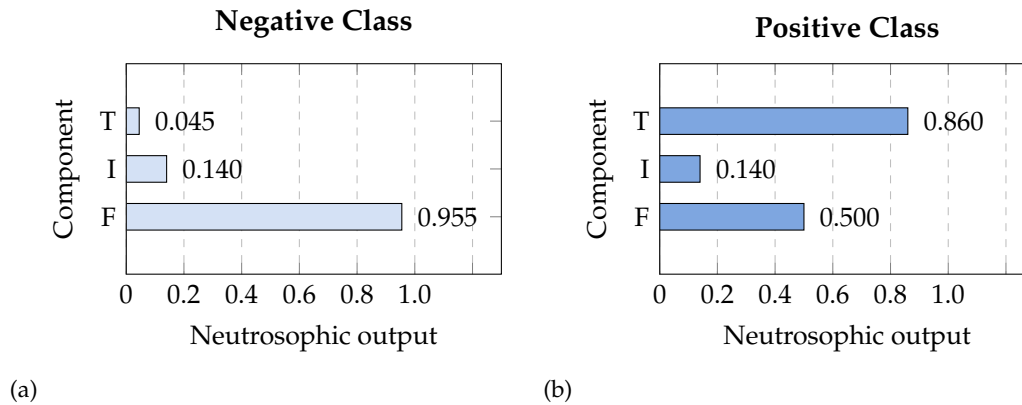 Negative Class
Component
T 0.045
I 0.140
F 0.955
0 0.2 0.4 0.6 0.8 1.0
Neutrosophic output
(a)
Positive Class
Component
T 0.860
I 0.140
F 0.500
0 0.2 0.4 0.6 0.8 1.0
Neutrosophic output
(b)